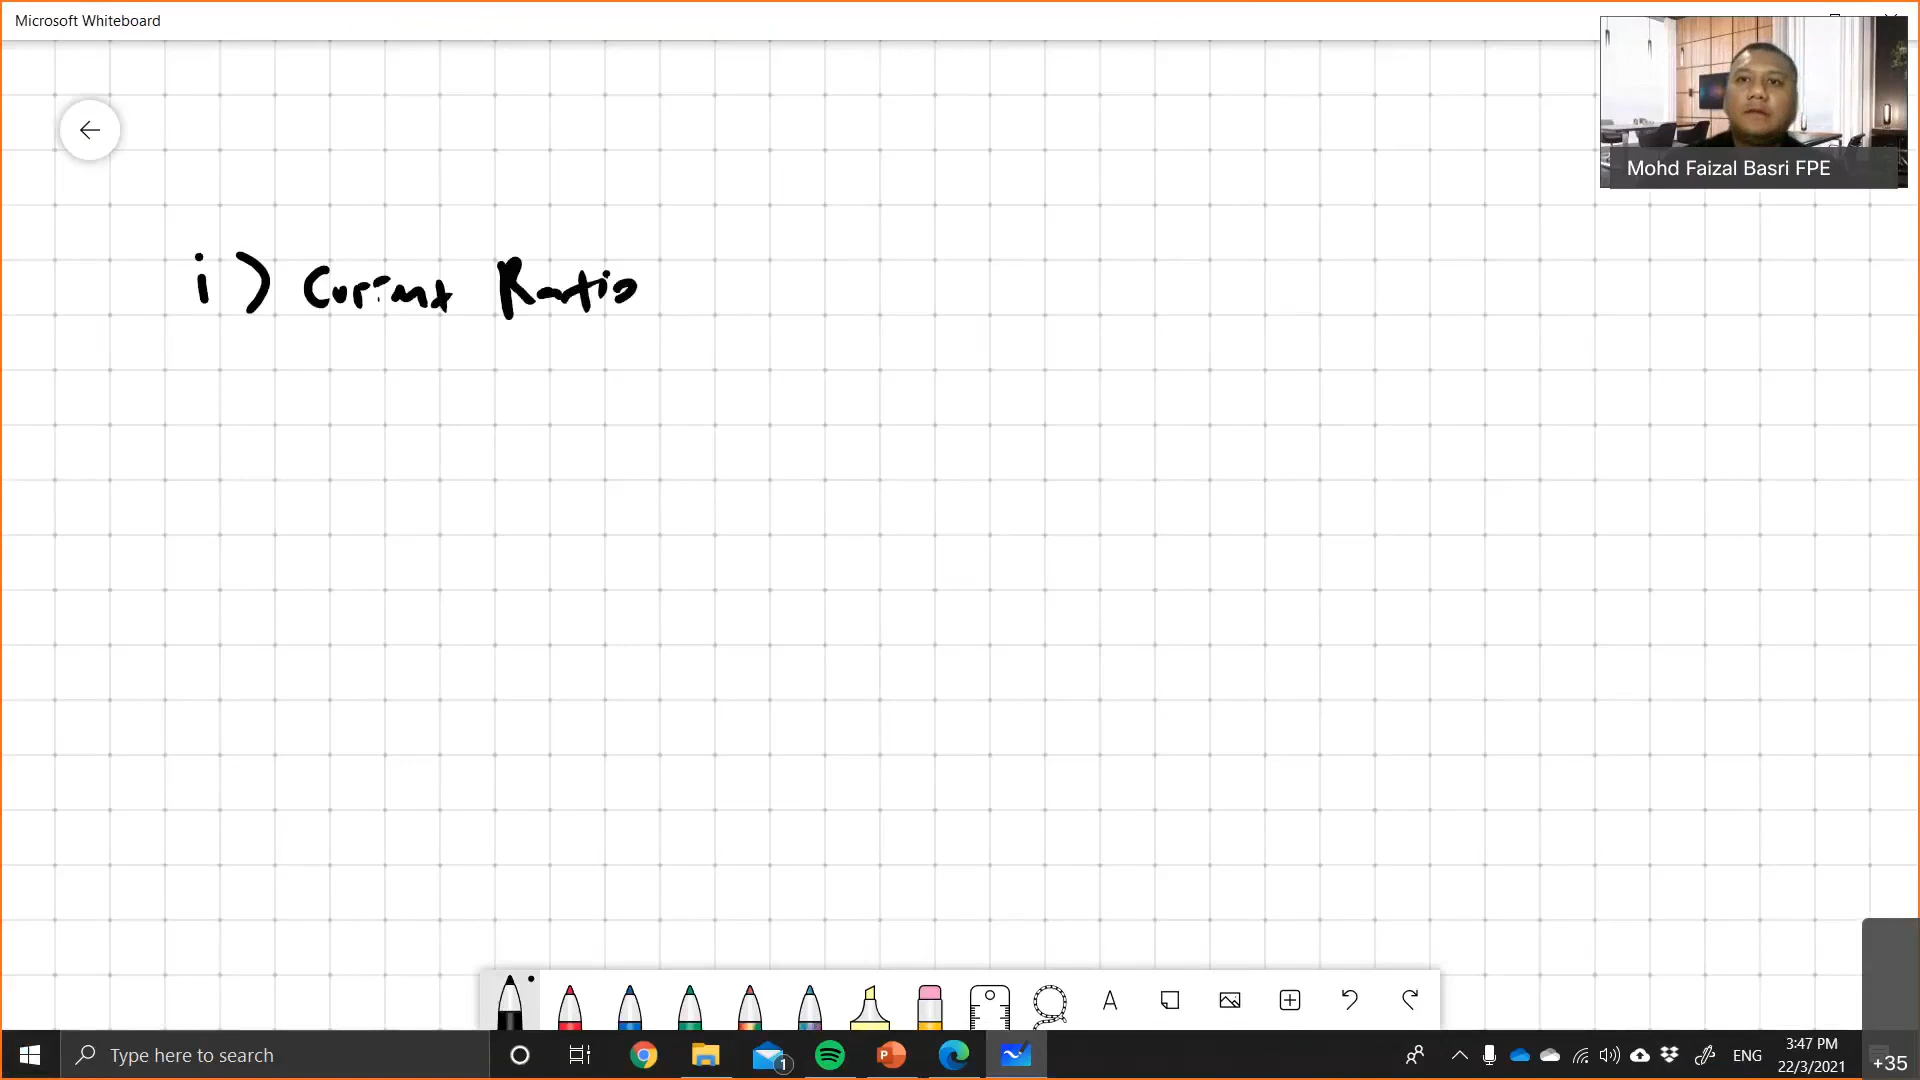 Microsoft Whiteboard
Mohd Faizal Basri FPE
i) Current Ratio
A
1
P
Type here to search
ENG
3:47 PM
22/3/2021
+35